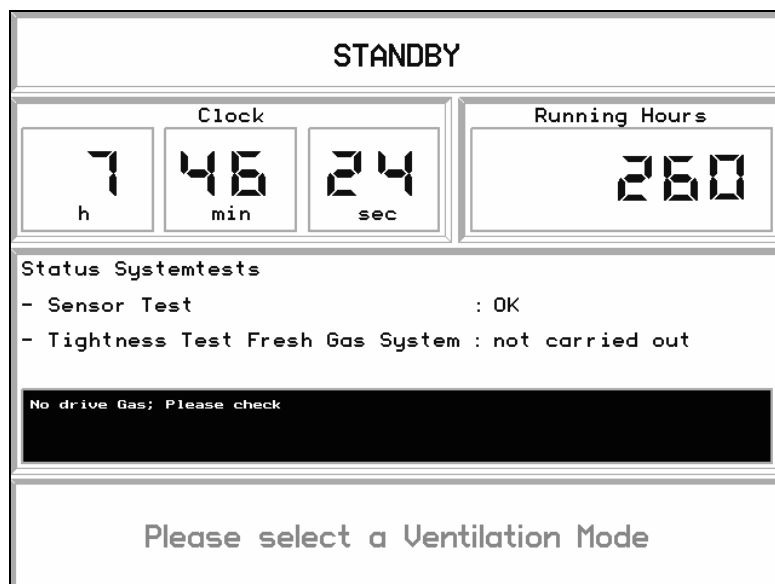 STANDBY
Clock
Running Hours
7 46 24 260
h min sec
Status Systemtests
- Sensor Test : OK
- Tightness Test Fresh Gas System : not carried out
No drive Gas; Please check
Please select a Ventilation Mode